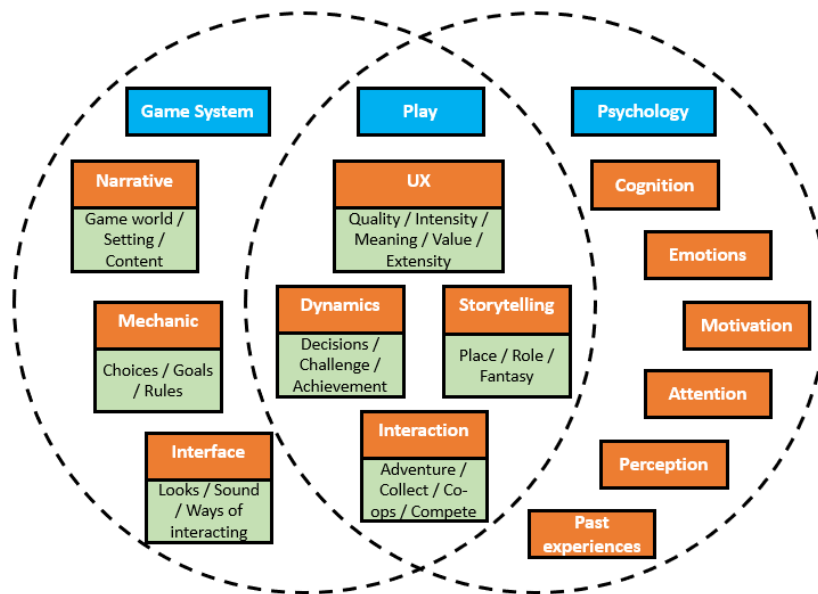 Game System
Play
Psychology
Narrative
Game world /
Setting /
Content
UX
Quality / Intensity /
Meaning / Value /
Extensity
Cognition
Emotions
Mechanic
Choices / Goals
/ Rules
Dynamics
Decisions /
Challenge /
Achievement
Storytelling
Place / Role /
Fantasy
Motivation
Attention
Interface
Looks / Sound
/ Ways of
interacting
Interaction
Adventure /
Collect / Co-
ops / Compete
Perception
Past
experiences